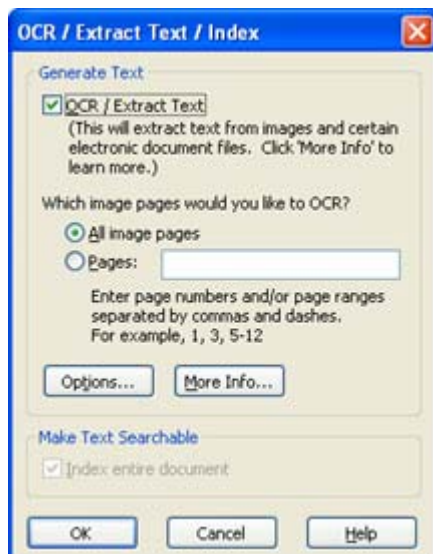 OCR / Extract Text / Index
Generate Text
OCR / Extract Text
(This will extract text from images and certain
electronic document files. Click 'More Info' to
learn more.)
Which image pages would you like to OCR?
All image pages
Pages:
Enter page numbers and/or page ranges
separated by commas and dashes.
For example, 1, 3, 5-12
Options... More Info...
Make Text Searchable
Index entire document
OK Cancel Help